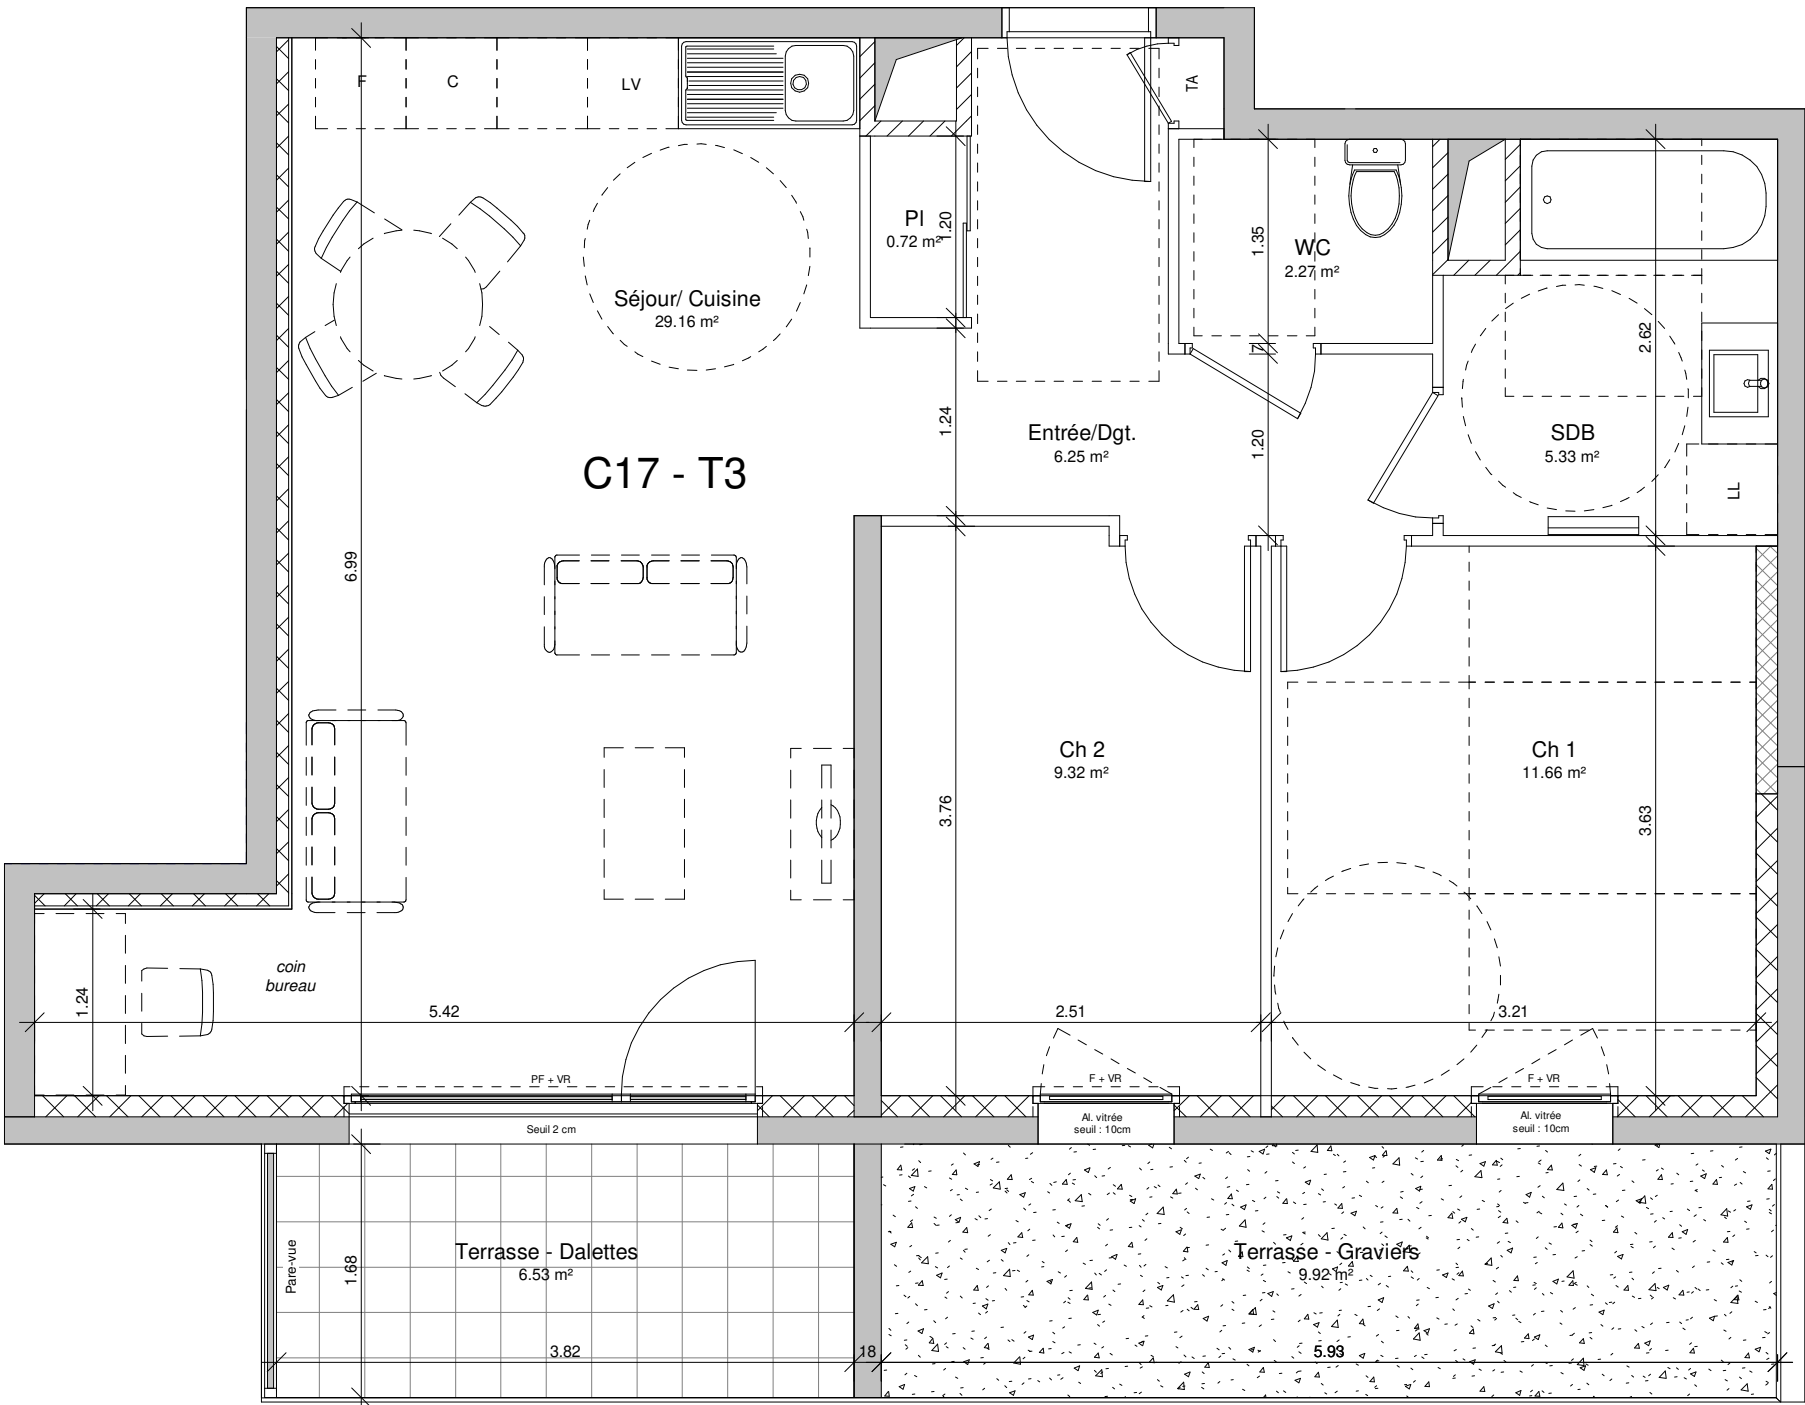 F
C
LV
TA
Pl
0.72 m²
1.20
1.35
WC
2.27 m²
7
Séjour/ Cuisine
29.16 m²
2.62
1.24
Entrée/Dgt.
6.25 m²
1.20
SDB
5.33 m²
C17 - T3
LL
6.99
Ch 2
9.32 m²
Ch 1
11.66 m²
3.76
3.63
coin
bureau
1.24
5.42
2.51
3.21
PF + VR
F + VR
F + VR
Seuil 2 cm
Al. vitrée
seuil : 10cm
Al. vitrée
seuil : 10cm
Pare-vue
1.68
Terrasse - Dalettes
6.53 m²
Terrasse - Graviers
9.92 m²
3.82
18
5.93